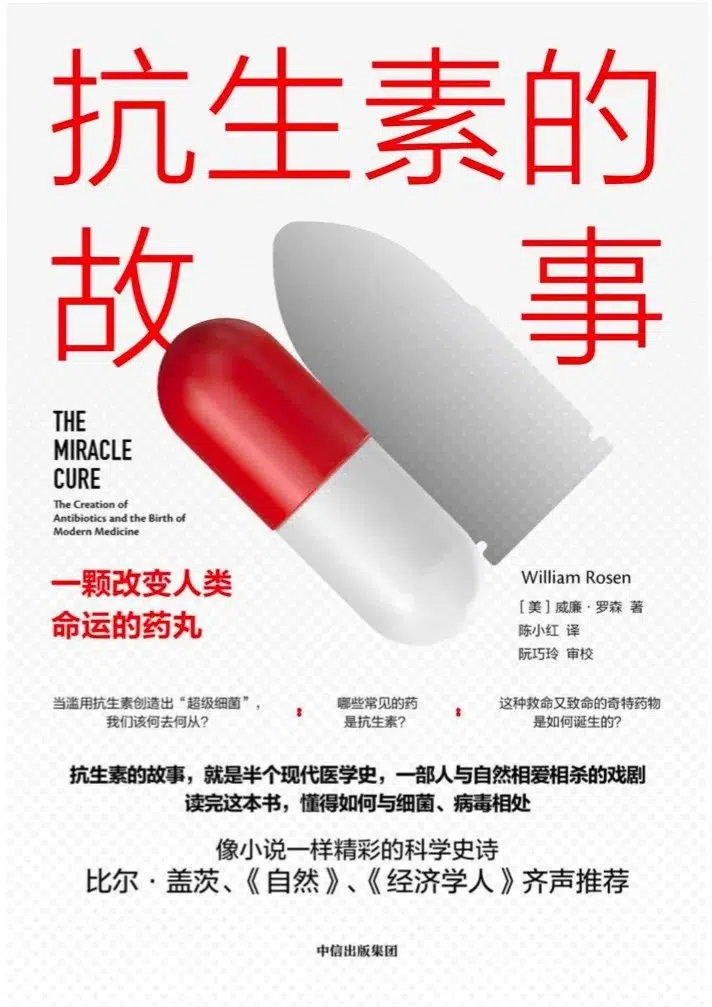 抗生素的
故事
THE
MIRACLE
CURE
The Creation of
Antibiotics and the Birth of
Modern Medicine
一颗改变人类
命运的药丸
William Rosen
［美］威廉·罗森 著
陈小红 译
阮巧玲 审校
当滥用抗生素创造出“超级细菌”，
我们该何去何从？
哪些常见的药
是抗生素？
这种救命又致命的奇特药物
是如何诞生的？
抗生素的故事，就是半个现代医学史，一部人与自然相爱相杀的戏剧
读完这本书，懂得如何与细菌、病毒相处
像小说一样精彩的科学史诗
比尔·盖茨、《自然》、《经济学人》齐声推荐
中信出版集团